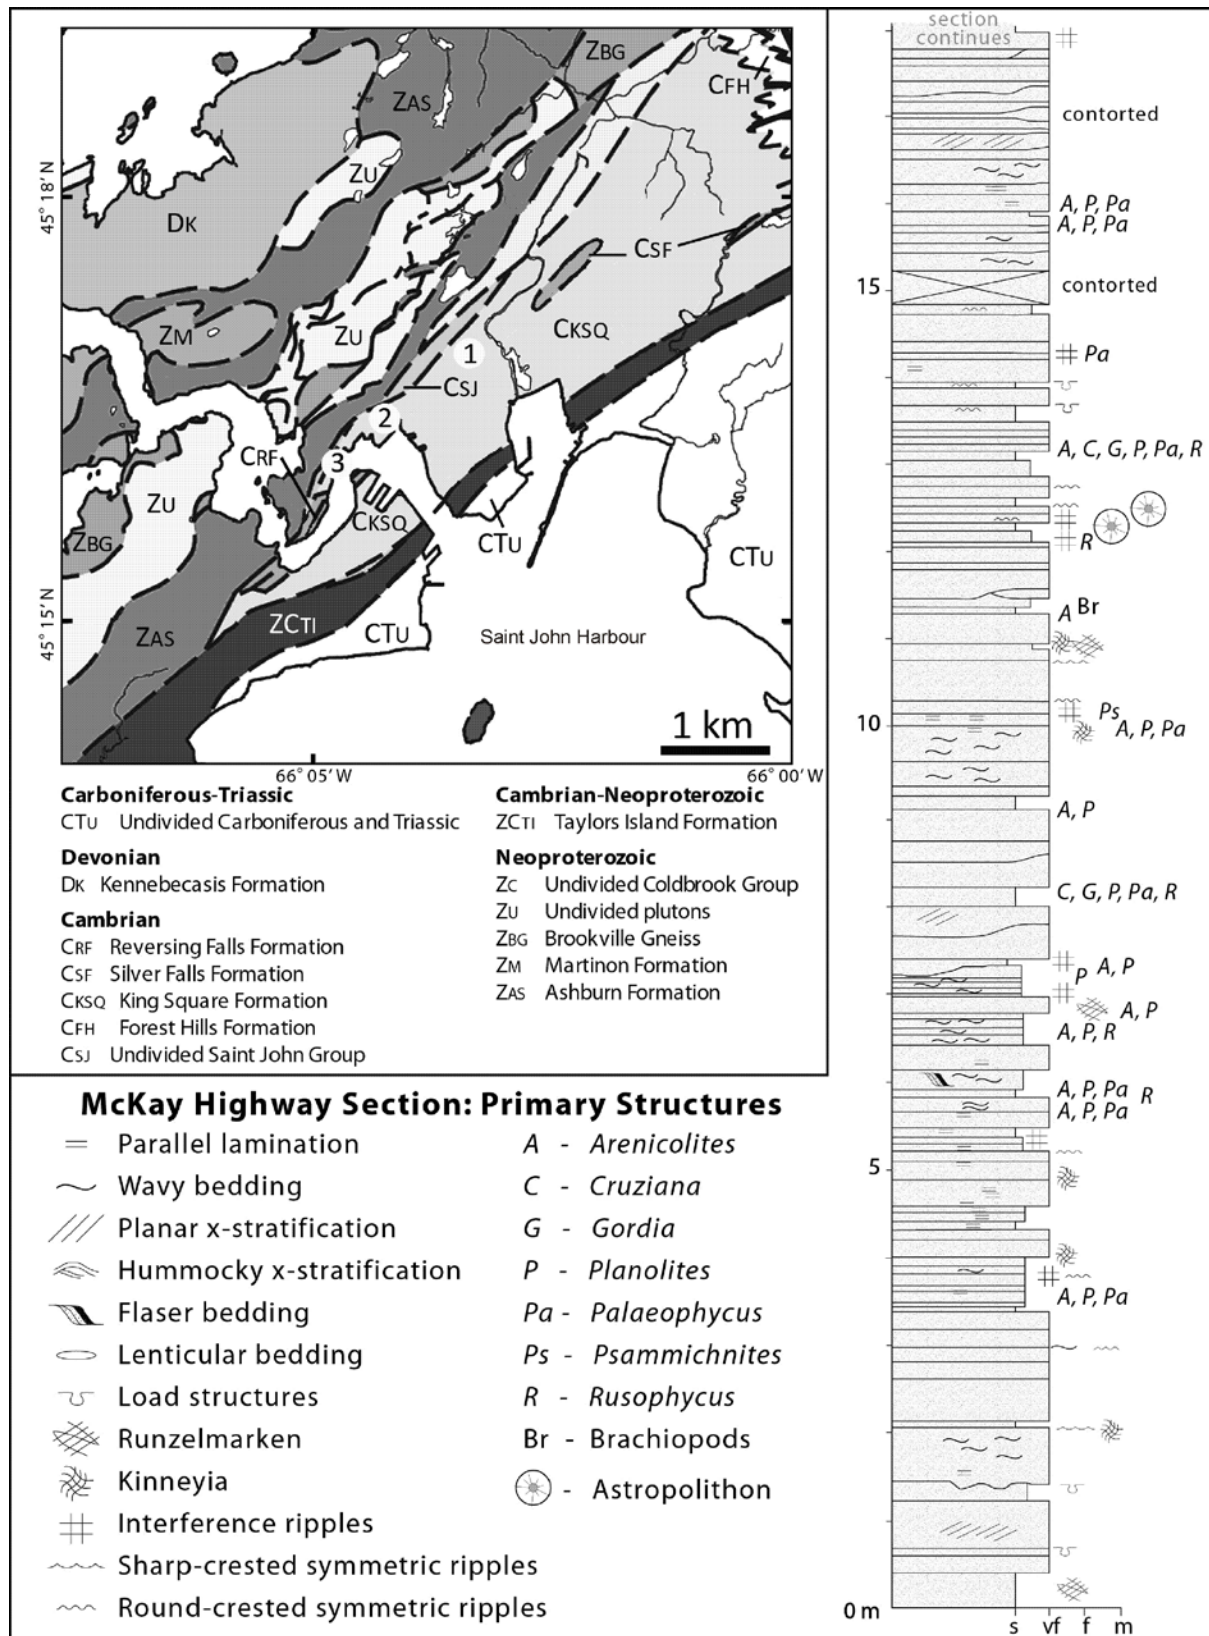 ZBG
ZAS
CFH
45° 18' N
ZU
DK
CSF
ZM
ZU
CKSQ
1
CSJ
2
CRF
3
ZU
CKSQ
ZBG
CTU
CTU
45° 15' N
ZAS
ZCTI
CTU
Saint John Harbour
1 km
66° 05' W
66° 00' W
Carboniferous-Triassic
CTU Undivided Carboniferous and Triassic
Devonian
DK Kennebecasis Formation
Cambrian
CRF Reversing Falls Formation
CSF Silver Falls Formation
CKSQ King Square Formation
CFH Forest Hills Formation
CSJ Undivided Saint John Group
Cambrian-Neoproterozoic
ZCTI Taylors Island Formation
Neoproterozoic
ZC Undivided Coldbrook Group
ZU Undivided plutons
ZBG Brookville Gneiss
ZM Martinon Formation
ZAS Ashburn Formation
McKay Highway Section: Primary Structures
Parallel lamination
Wavy bedding
Planar x-stratification
Hummocky x-stratification
Flaser bedding
Lenticular bedding
Load structures
Runzelmarken
Kinneyia
Interference ripples
Sharp-crested symmetric ripples
Round-crested symmetric ripples
A - Arenicolites
C - Cruziana
G - Gordia
P - Planolites
Pa - Palaeophycus
Ps - Psammichnites
R - Rusophycus
Br - Brachiopods
- Astropolithon
section
continues
contorted
A, P, Pa
A, P, Pa
15
contorted
Pa
A, C, G, P, Pa, R
R
A Br
10
Ps
A, P, Pa
A, P
C, G, P, Pa, R
A, P
P
A, P
A, P, R
A, P, Pa R
A, P, Pa
5
A, P, Pa
0 m
s vf f m